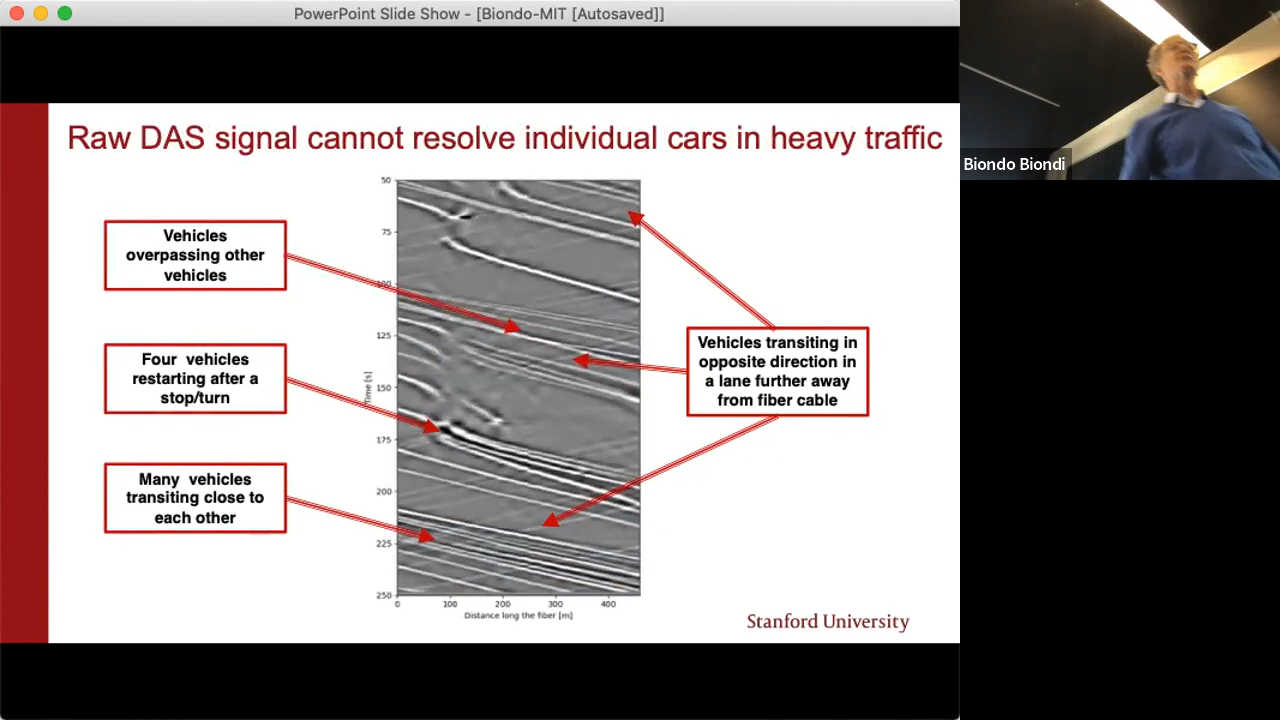 PowerPoint Slide Show - [Biondo-MIT [Autosaved]]
Raw DAS signal cannot resolve individual cars in heavy traffic
Vehicles
overpassing other
vehicles
Four vehicles
restarting after a
stop/turn
Many vehicles
transiting close to
each other
50
75
100
125
150
175
200
225
250
Time [s]
0 100 200 300 400
Distance long the fiber [m]
Vehicles transiting in
opposite direction in
a lane further away
from fiber cable
Stanford University
Biondo Biondi